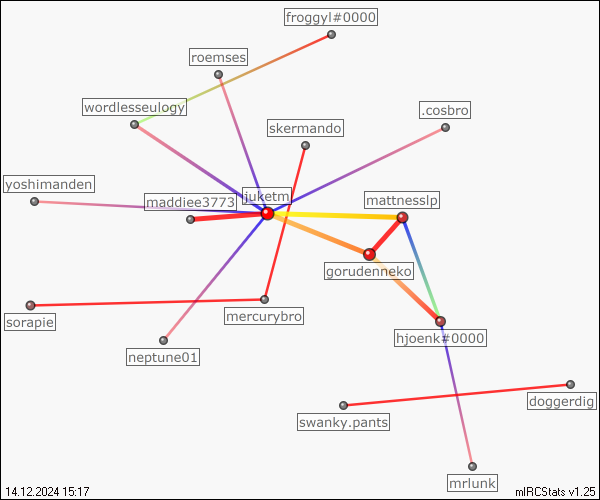 froggyl#0000
roemses
wordlesseulogy
.cosbro
skermando
yoshimanden
juketm
mattnesslp
maddiee3773
gorudenneko
mercurybro
sorapie
hjoenk#0000
neptune01
doggerdig
swanky.pants
mrlunk
14.12.2024 15:17
mIRCStats v1.25